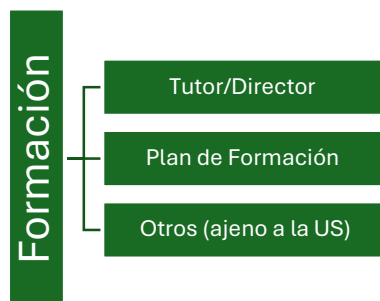 Formación
Tutor/Director
Plan de Formación
Otros (ajeno a la US)